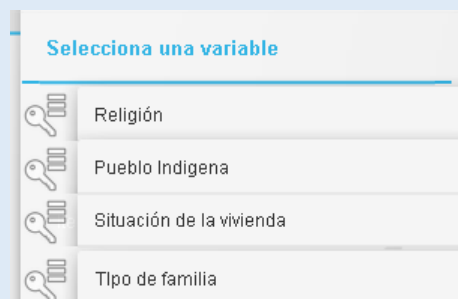 Selecciona una variable
Religión
Pueblo Indigena
Situación de la vivienda
TIpo de familia